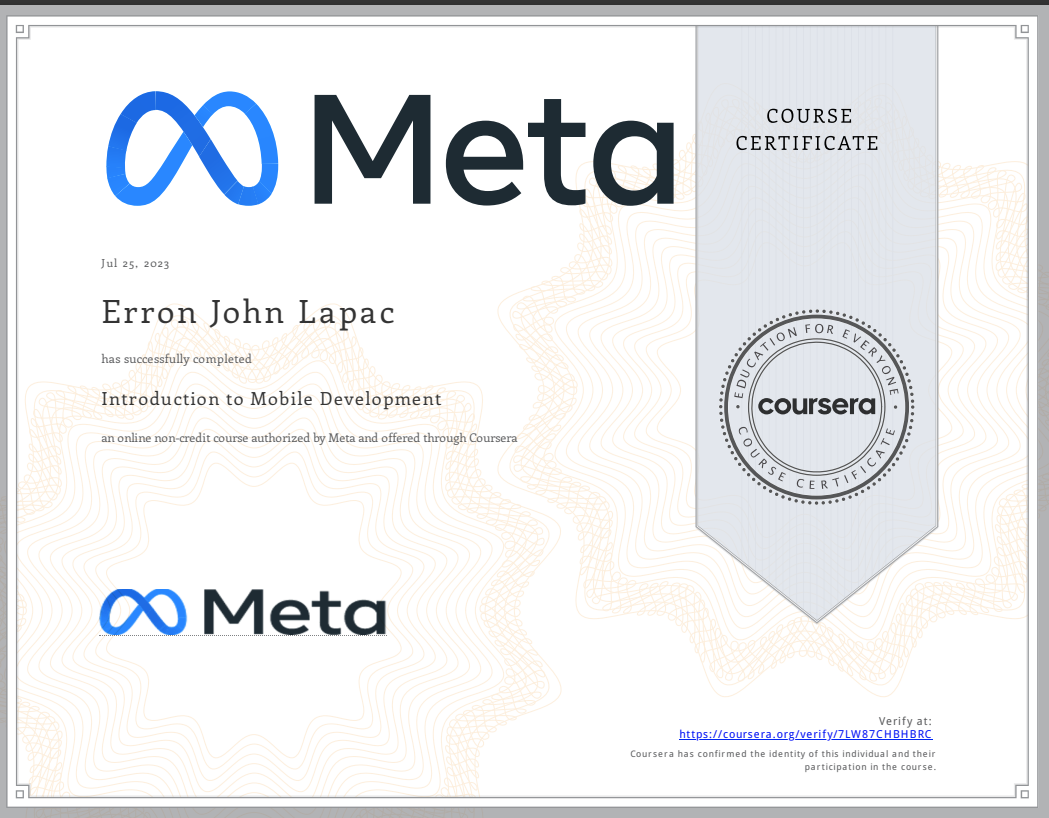 Meta
COURSE
CERTIFICATE
Jul 25, 2023
Erron John Lapac
has successfully completed
Introduction to Mobile Development
an online non-credit course authorized by Meta and offered through Coursera
EDUCATION FOR EVERYONE
coursera
COURSE CERTIFICATE
Meta
Verify at:
https://coursera.org/verify/7LW87CHBHBRC
Coursera has confirmed the identity of this individual and their
participation in the course.